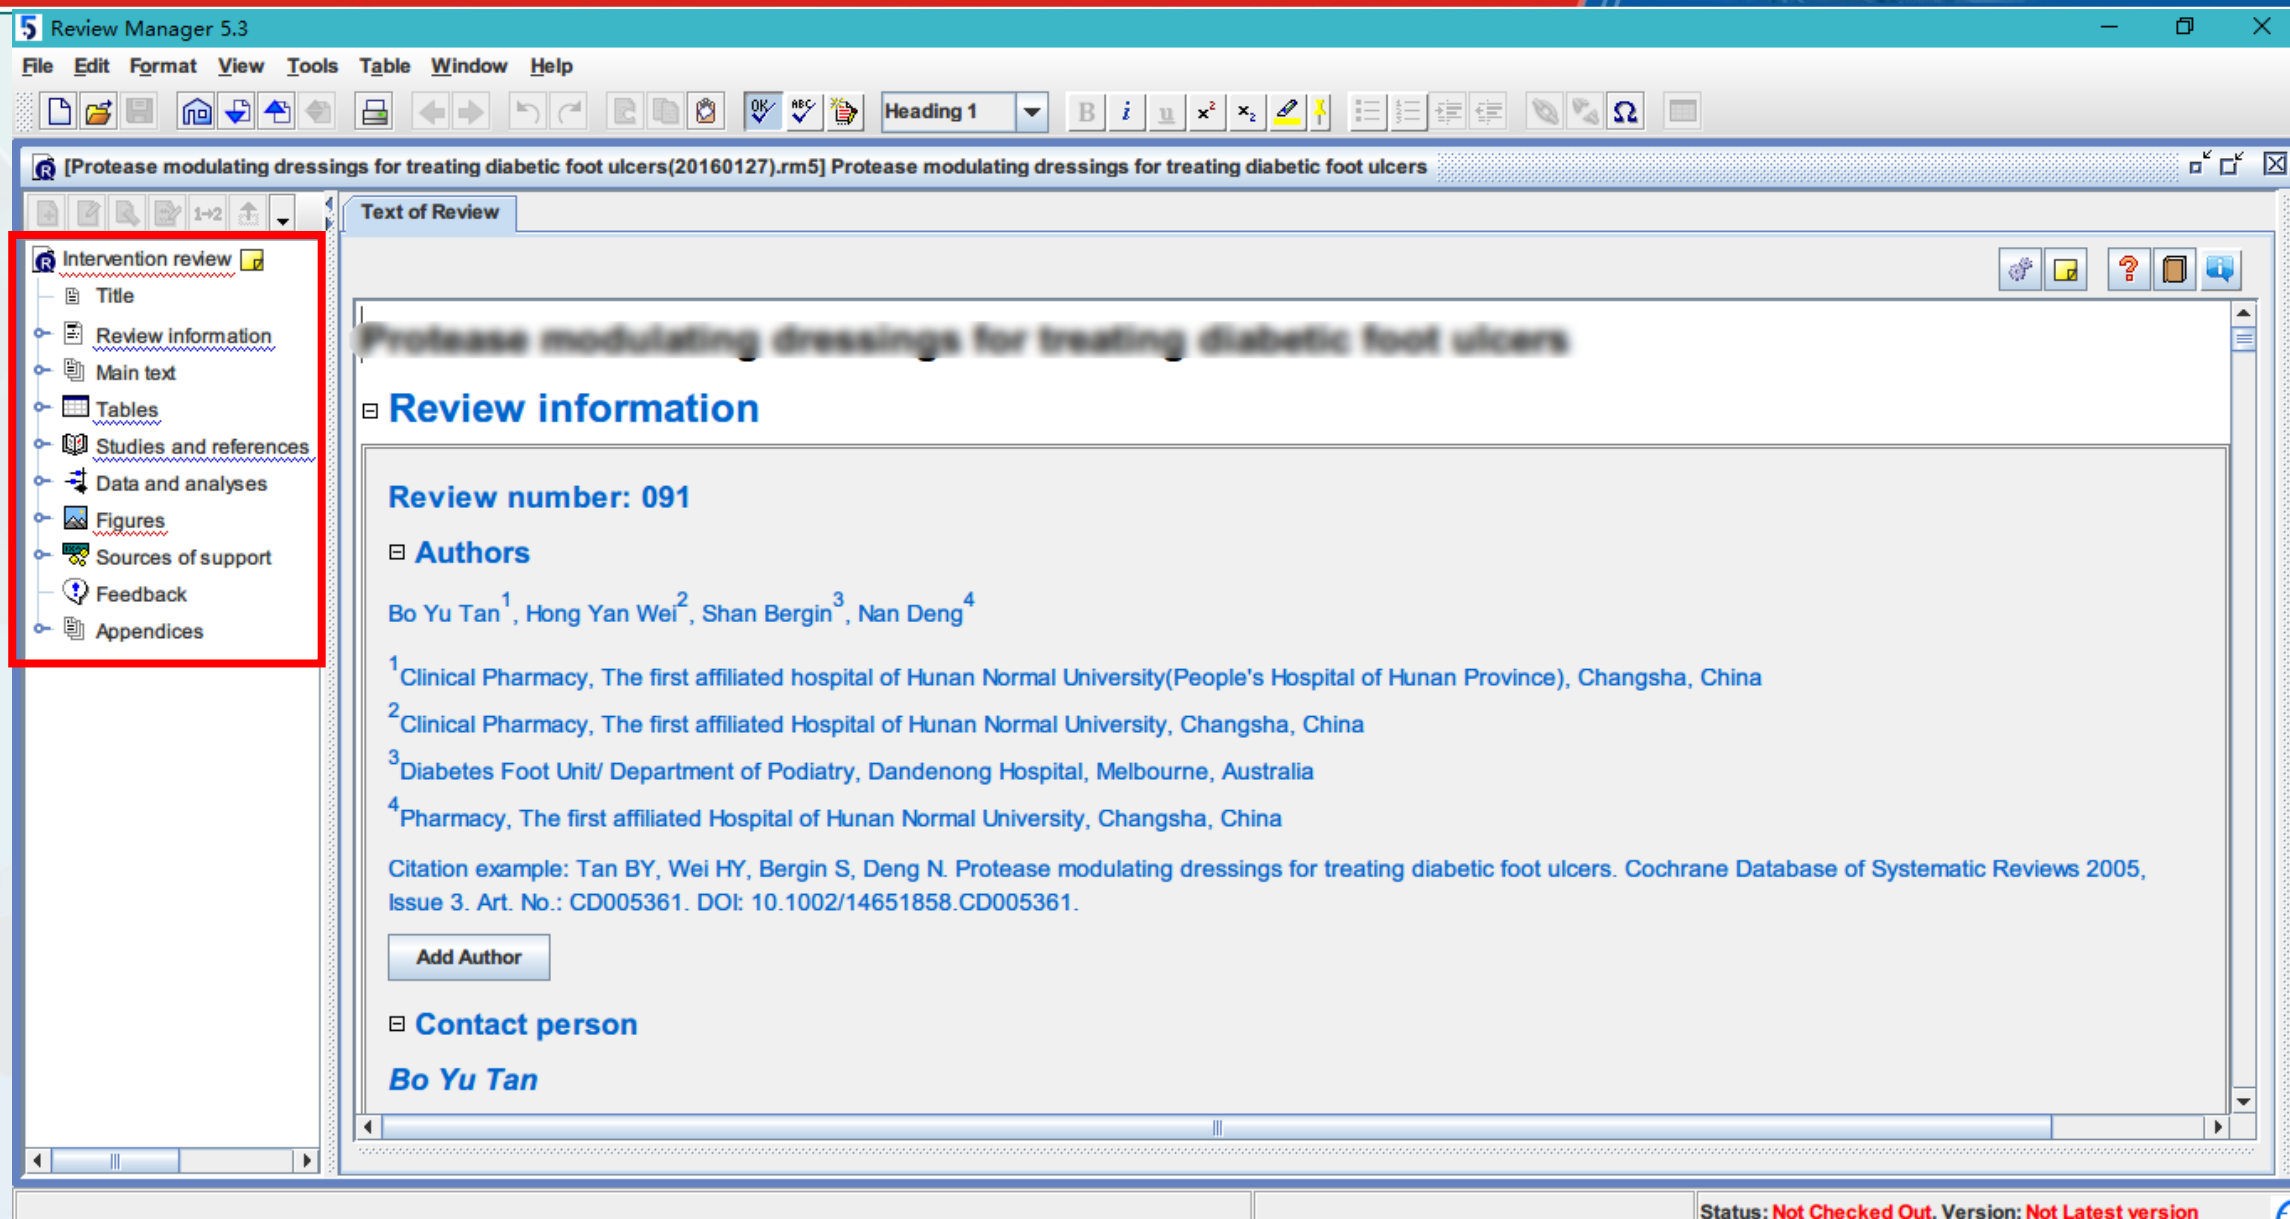 Review Manager 5.3
File Edit Format View Tools Table Window Help
Heading 1
[Protease modulating dressings for treating diabetic foot ulcers(20160127).rm5] Protease modulating dressings for treating diabetic foot ulcers
Text of Review
Intervention review
Title
Review information
Main text
Tables
Studies and references
Data and analyses
Figures
Sources of support
Feedback
Appendices
Protease modulating dressings for treating diabetic foot ulcers
Review information
Review number: 091
Authors
Bo Yu Tan1, Hong Yan Wei2, Shan Bergin3, Nan Deng4
1Clinical Pharmacy, The first affiliated hospital of Hunan Normal University(People's Hospital of Hunan Province), Changsha, China
2Clinical Pharmacy, The first affiliated Hospital of Hunan Normal University, Changsha, China
3Diabetes Foot Unit/ Department of Podiatry, Dandenong Hospital, Melbourne, Australia
4Pharmacy, The first affiliated Hospital of Hunan Normal University, Changsha, China
Citation example: Tan BY, Wei HY, Bergin S, Deng N. Protease modulating dressings for treating diabetic foot ulcers. Cochrane Database of Systematic Reviews 2005,
Issue 3. Art. No.: CD005361. DOI: 10.1002/14651858.CD005361.
Add Author
Contact person
Bo Yu Tan
Status: Not Checked Out. Version: Not Latest version